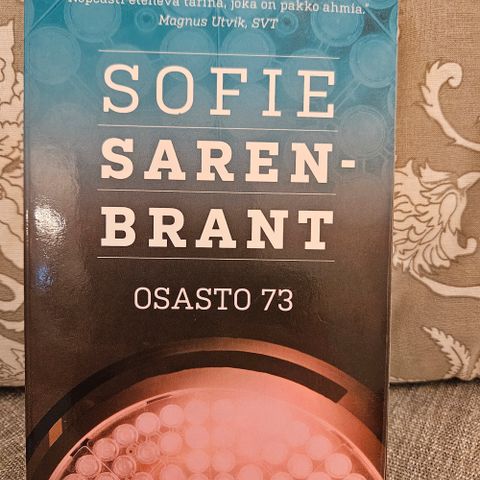 "Nopeasti etenevä tarina, joka on pakko ahmia."
Magnus Utvik, SVT
SOFIE
SAREN-
BRANT
OSASTO 73